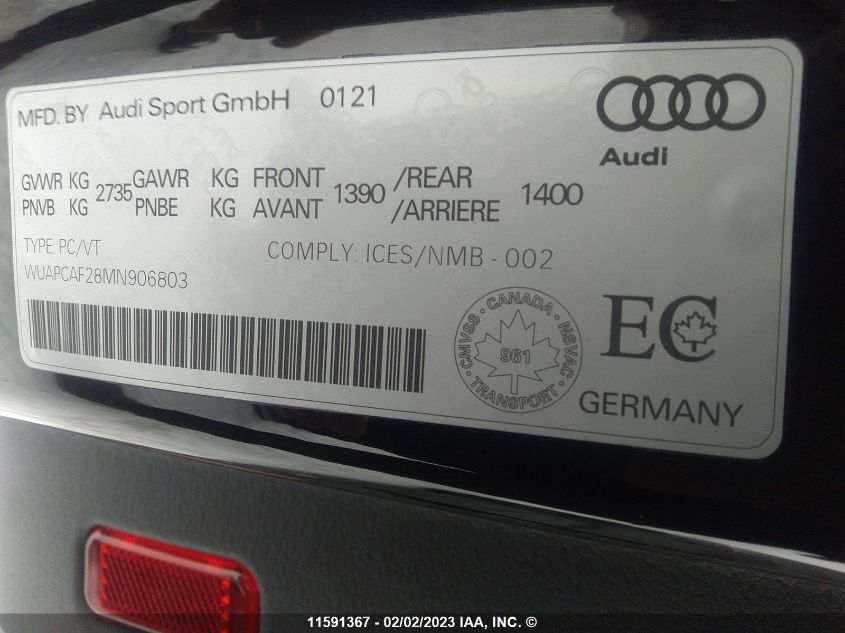 MFD. BY Audi Sport GmbH 0121
Audi
GVWR KG 2735 GAWR KG FRONT 1390 /REAR 1400
PNVB KG PNBE KG AVANT /ARRIERE
TYPE: PC/VT COMPLY: ICES/NMB - 002
WUAPCAF28MN906803
CMVSS · CANADA · NSVAC · TRANSPORT ·
961
EC
GERMANY
11591367 - 02/02/2023 IAA, INC. ©